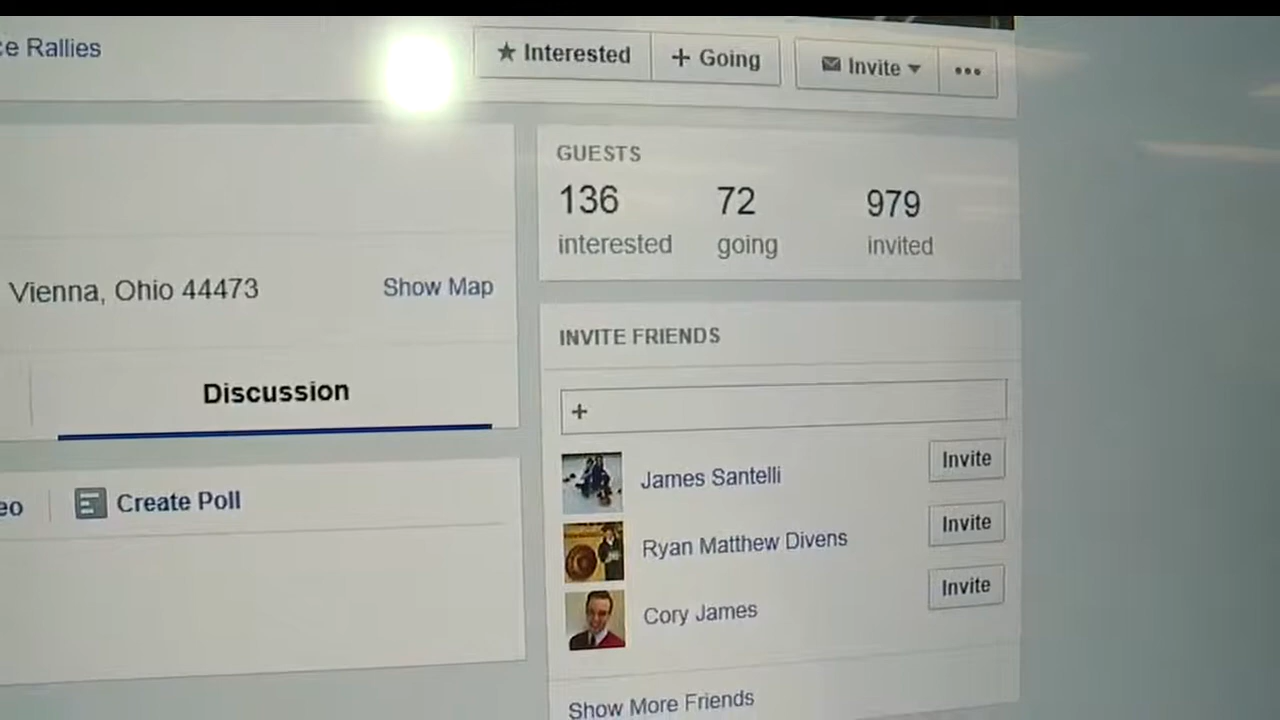 ce Rallies
★ Interested
+ Going
Invite
...
GUESTS
136
72
979
interested
going
invited
Vienna, Ohio 44473
Show Map
INVITE FRIENDS
Discussion
+
James Santelli
Invite
eo
Create Poll
Ryan Matthew Divens
Invite
Cory James
Invite
Show More Friends